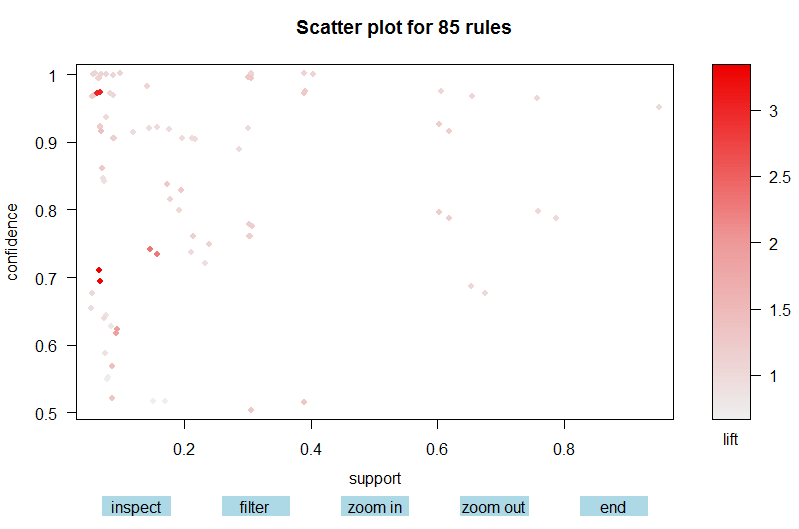 Scatter plot for 85 rules
1
0.9
0.8
0.7
0.6
0.5
confidence
0.2
0.4
0.6
0.8
support
3
2.5
2
1.5
1
lift
inspect
filter
zoom in
zoom out
end